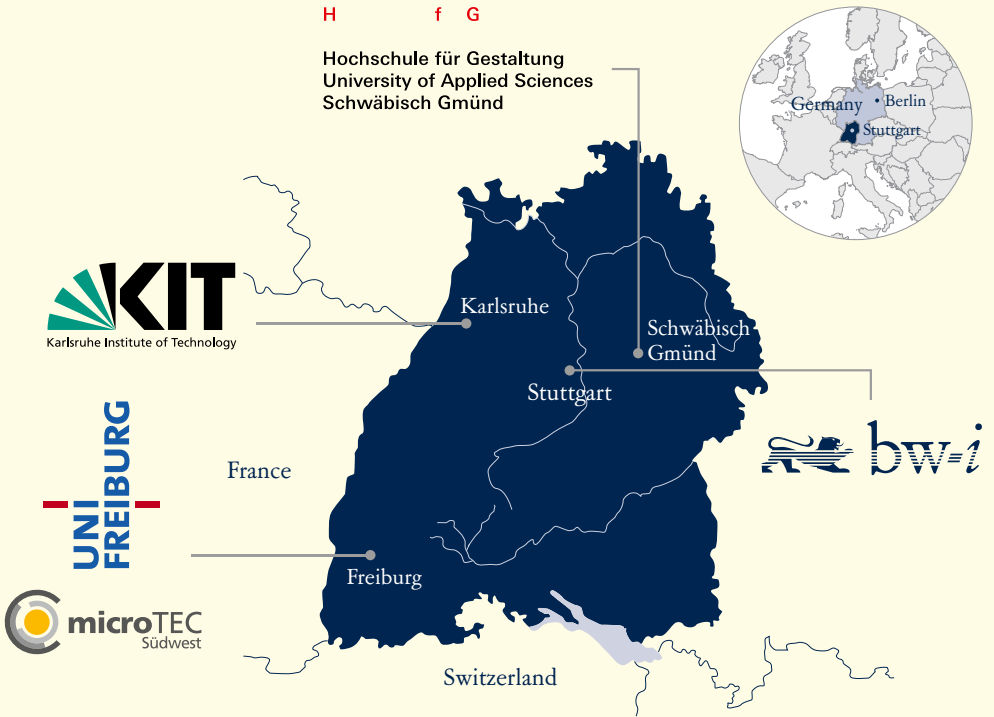 H f G
Hochschule für Gestaltung
University of Applied Sciences
Schwäbisch Gmünd
Germany
Berlin
Stuttgart
KIT
Karlsruhe Institute of Technology
Karlsruhe
Schwäbisch
Gmünd
Stuttgart
bw-i
UNI
FREIBURG
France
Freiburg
microTEC
Südwest
Switzerland